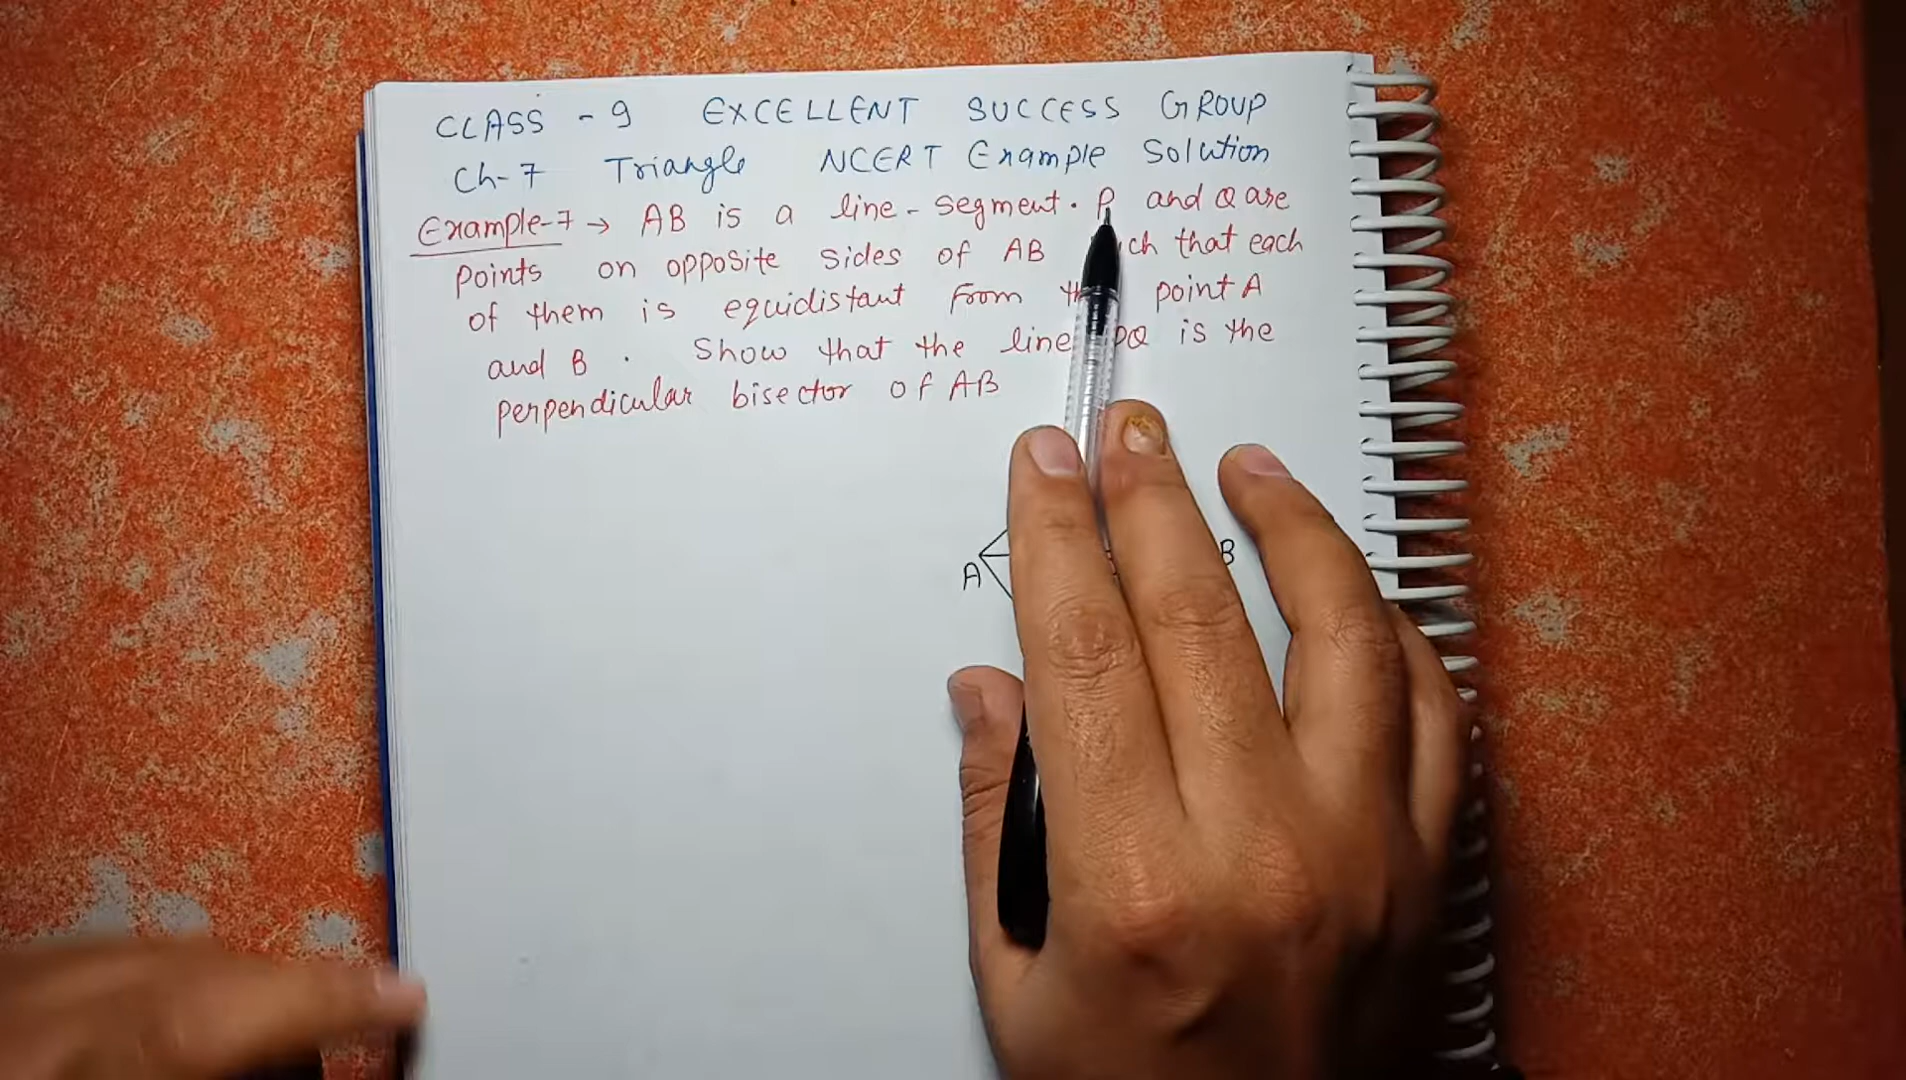 CLASS - 9 EXCELLENT SUCCESS GROUP
Ch-7 Triangle NCERT Example Solution
Example-7 → AB is a line-segment. P and Q are
points on opposite sides of AB that each
of them is equidistant from point A
and B. Show that the line PQ is the
perpendicular bisector of AB
A B